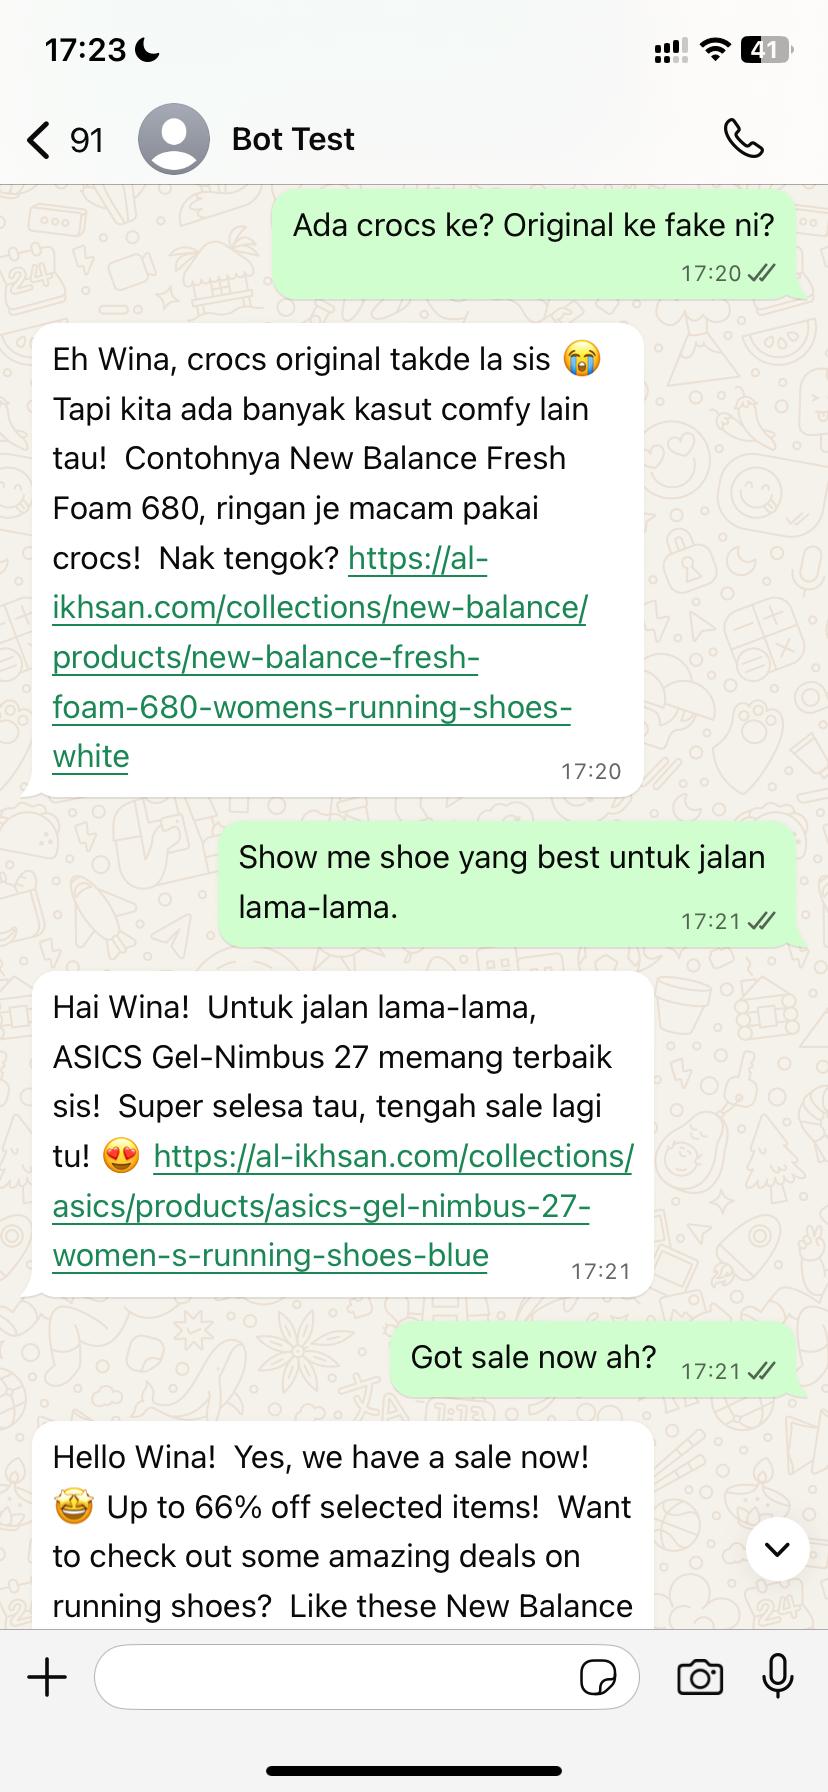 17:23
41
91
Bot Test
Ada crocs ke? Original ke fake ni?
17:20
Eh Wina, crocs original takde la sis 😭
Tapi kita ada banyak kasut comfy lain
tau!  Contohnya New Balance Fresh
Foam 680, ringan je macam pakai
crocs!  Nak tengok? https://al-
ikhsan.com/collections/new-balance/
products/new-balance-fresh-
foam-680-womens-running-shoes-
white
17:20
Show me shoe yang best untuk jalan
lama-lama.
17:21
Hai Wina!  Untuk jalan lama-lama,
ASICS Gel-Nimbus 27 memang terbaik
sis!  Super selesa tau, tengah sale lagi
tu! 😍 https://al-ikhsan.com/collections/
asics/products/asics-gel-nimbus-27-
women-s-running-shoes-blue
17:21
Got sale now ah?
17:21
Hello Wina!  Yes, we have a sale now!
🤩 Up to 66% off selected items!  Want
to check out some amazing deals on
running shoes?  Like these New Balance